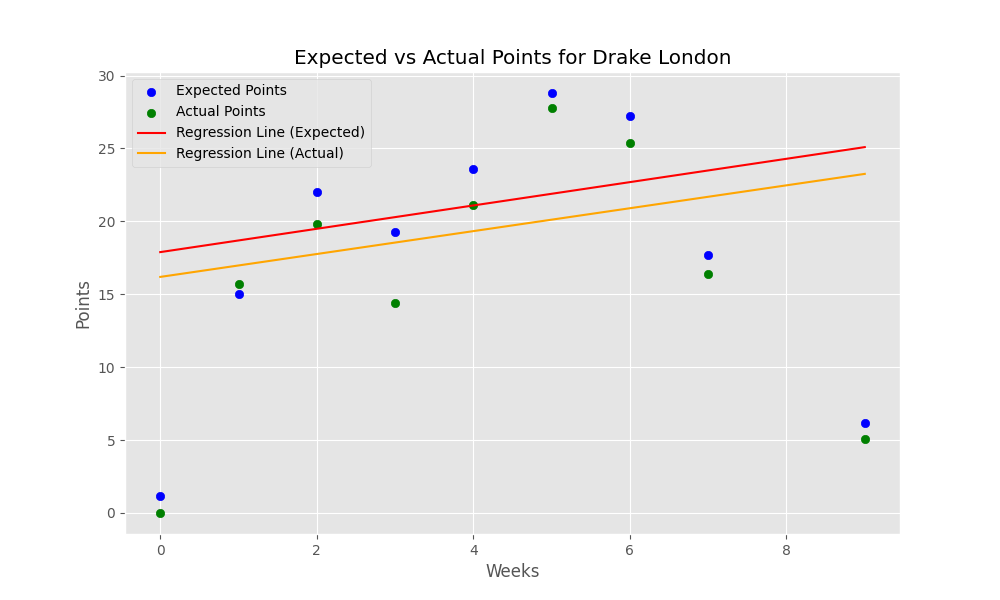 Expected vs Actual Points for Drake London
Expected Points
Actual Points
Regression Line (Expected)
Regression Line (Actual)
30
25
20
15
10
5
0
Points
0 2 4 6 8
Weeks